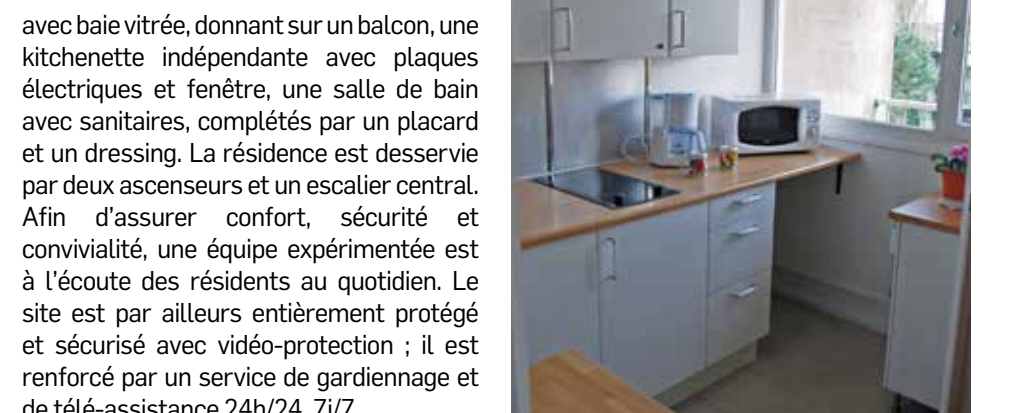 avec baie vitrée, donnant sur un balcon, une
kitchenette indépendante avec plaques
électriques et fenêtre, une salle de bain
avec sanitaires, complétés par un placard
et un dressing. La résidence est desservie
par deux ascenseurs et un escalier central.
Afin d'assurer confort, sécurité et
convivialité, une équipe expérimentée est
à l'écoute des résidents au quotidien. Le
site est par ailleurs entièrement protégé
et sécurisé avec vidéo-protection ; il est
renforcé par un service de gardiennage et
de télé-assistance 24h/24, 7j/7.